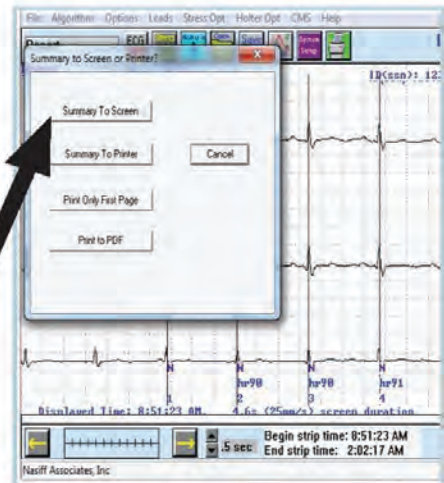 File Algorithm Options Leads Stress Opt Holter Opt CMS Help
Report ECG
Summary to Screen or Printer?
ID(ssn): 12
Summary To Screen
Summary To Printer Cancel
Print Only First Page
Print to PDF
N N N N
hr90 hr90 hr91
1 2 3 4
Displayed Time: 8:51:23 AM. 4.6s (25mm/s) screen duration
.5 sec Begin strip time: 8:51:23 AM
End strip time: 2:02:17 AM
Nasiff Associates, Inc